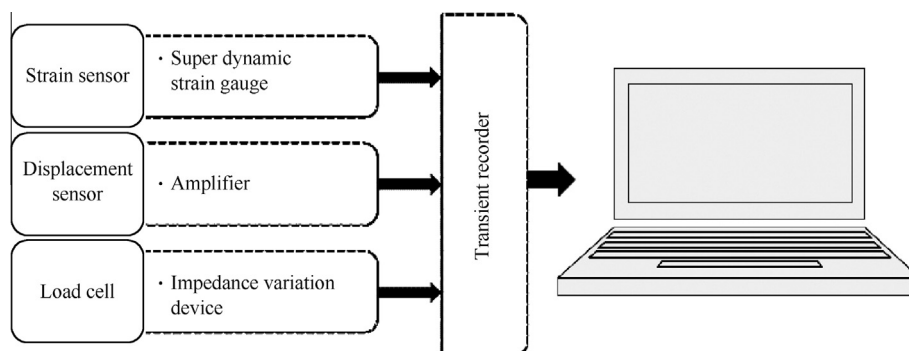 Strain sensor
· Super dynamic
strain gauge
Displacement
sensor
· Amplifier
Load cell
· Impedance variation
device
Transient recorder